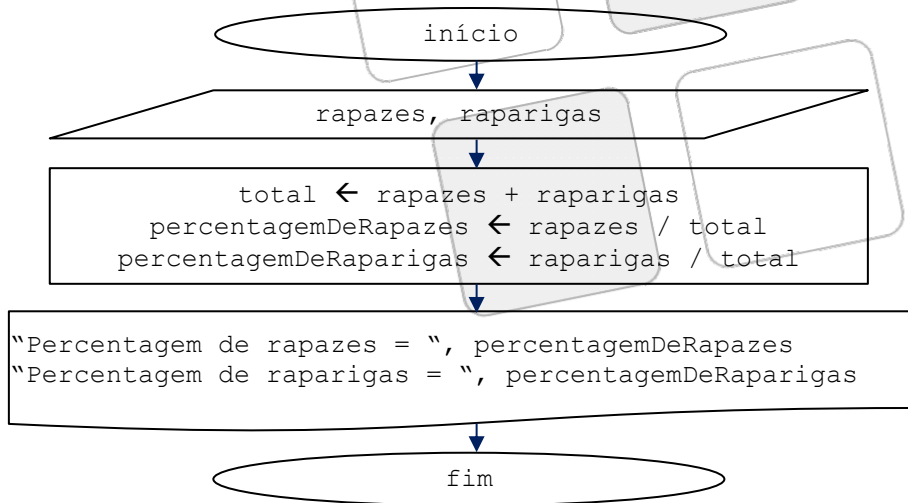 início
rapazes, raparigas
total 🡨 rapazes + raparigas
percentagemDeRapazes 🡨 rapazes / total
percentagemDeRaparigas 🡨 raparigas / total
“Percentagem de rapazes = “, percentagemDeRapazes
“Percentagem de raparigas = “, percentagemDeRaparigas
fim